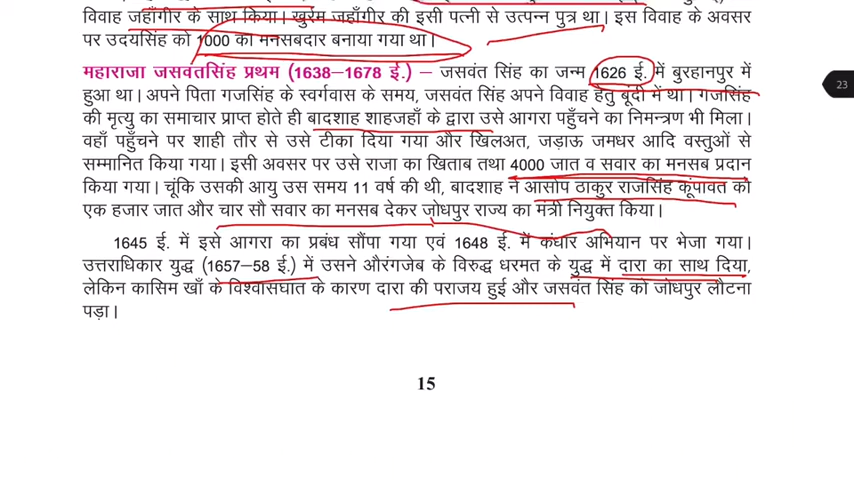 विवाह जहाँगीर के साथ किया। खुर्रम जहाँगीर की इसी पत्नी से उत्पन्न पुत्र था। इस विवाह के अवसर
पर उदयसिंह को 1000 का मनसबदार बनाया गया था।
महाराजा जसवंतसिंह प्रथम (1638–1678 ई.) – जसवंत सिंह का जन्म 1626 ई. में बुरहानपुर में
हुआ था। अपने पिता गजसिंह के स्वर्गवास के समय, जसवंत सिंह अपने विवाह हेतु बूंदी में था। गजसिंह
की मृत्यु का समाचार प्राप्त होते ही बादशाह शाहजहाँ के द्वारा उसे आगरा पहुँचने का निमन्त्रण भी मिला।
वहाँ पहुँचने पर शाही तौर से उसे टीका दिया गया और खिलअत, जड़ाऊ जमधर आदि वस्तुओं से
सम्मानित किया गया। इसी अवसर पर उसे राजा का खिताब तथा 4000 जात व सवार का मनसब प्रदान
किया गया। चूंकि उसकी आयु उस समय 11 वर्ष की थी, बादशाह ने आसोप ठाकुर राजसिंह कूंपावत को
एक हजार जात और चार सौ सवार का मनसब देकर जोधपुर राज्य का मंत्री नियुक्त किया।
1645 ई. में इसे आगरा का प्रबंध सौंपा गया एवं 1648 ई. में कंधार अभियान पर भेजा गया।
उत्तराधिकार युद्ध (1657–58 ई.) में उसने औरंगजेब के विरुद्ध धरमत के युद्ध में दारा का साथ दिया,
लेकिन कासिम खाँ के विश्वासघात के कारण दारा की पराजय हुई और जसवंत सिंह को जोधपुर लौटना
पड़ा।
15
23